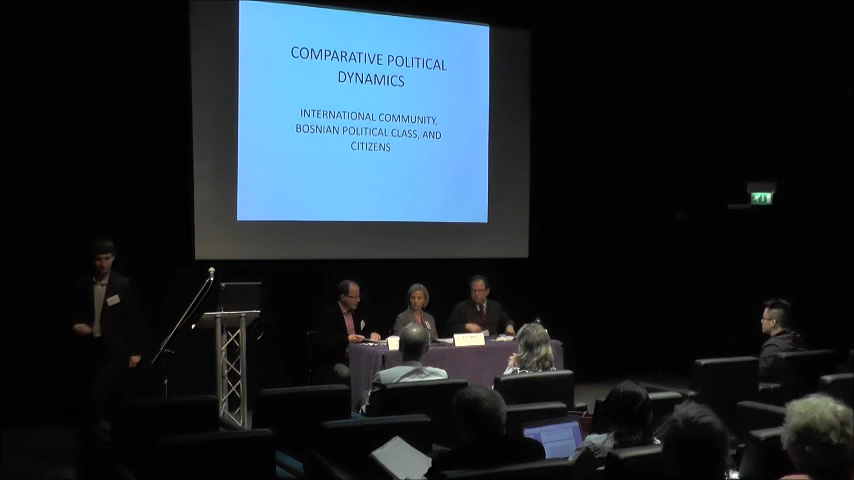 COMPARATIVE POLITICAL
DYNAMICS
INTERNATIONAL COMMUNITY,
BOSNIAN POLITICAL CLASS, AND
CITIZENS